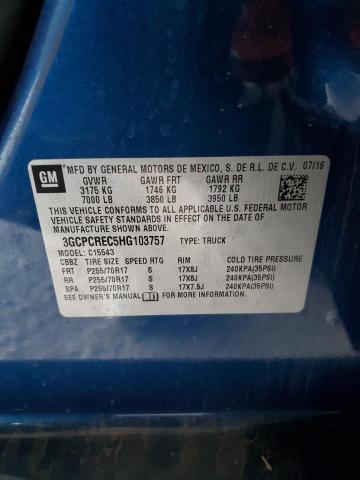 GM
MFD BY GENERAL MOTORS DE MEXICO, S. DE R.L. DE C.V. 07/16
GVWR GAWR FRT GAWR RR
3175 KG 1746 KG 1792 KG
7000 LB 3850 LB 3950 LB
THIS VEHICLE CONFORMS TO ALL APPLICABLE U.S. FEDERAL MOTOR
VEHICLE SAFETY STANDARDS IN EFFECT ON THE DATE OF
MANUFACTURE SHOWN ABOVE.
3GCPCREC5HG103757 TYPE: TRUCK
MODEL: C15543
CBBZ TIRE SIZE SPEED RTG RIM COLD TIRE PRESSURE
FRT P255/70R17 S 17X8J 240KPA(35PSI)
RR P255/70R17 S 17X8J 240KPA(35PSI)
SPA P255/70R17 S 17X7.5J 240KPA(35PSI)
SEE OWNER'S MANUAL FOR MORE INFORMATION.